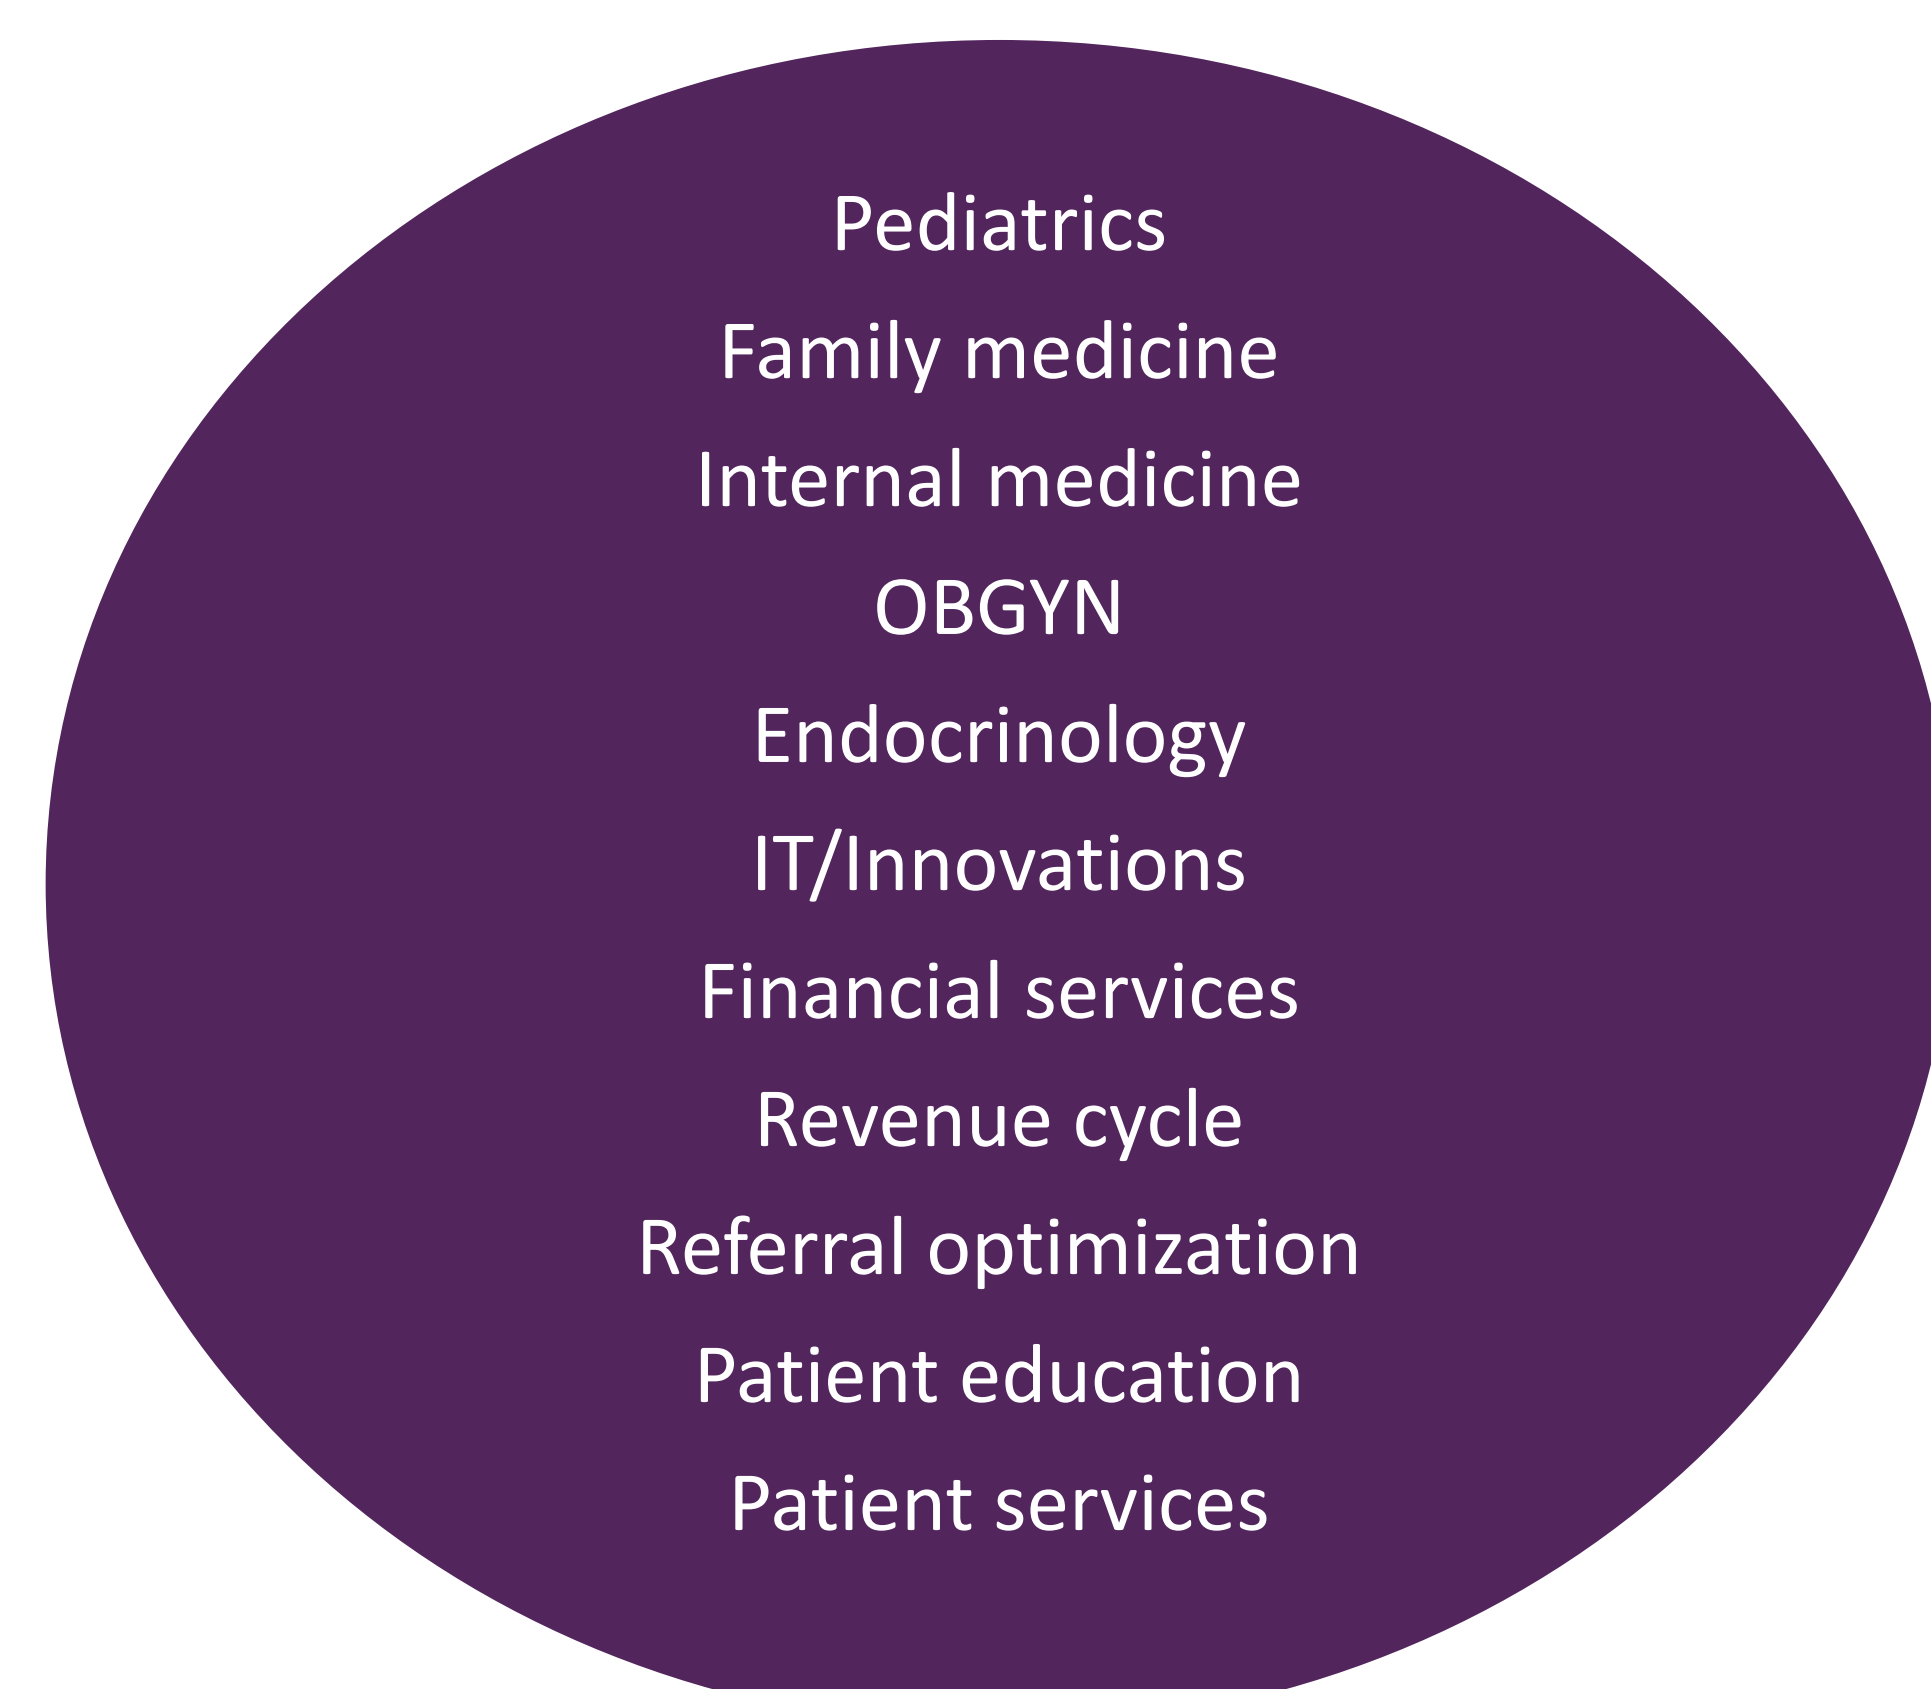 Pediatrics
Family medicine
Internal medicine
OBGYN
Endocrinology
IT/Innovations
Financial services
Revenue cycle
Referral optimization
Patient education
Patient services